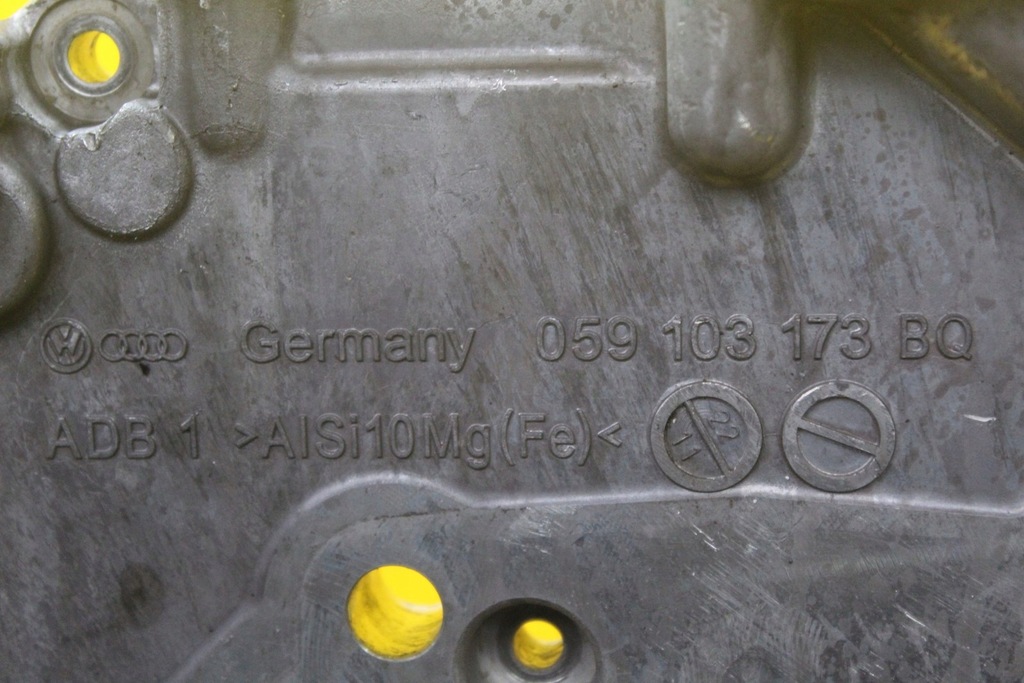 Germany 059 103 173 BQ
ADB 1 >AlSi10Mg(Fe)<